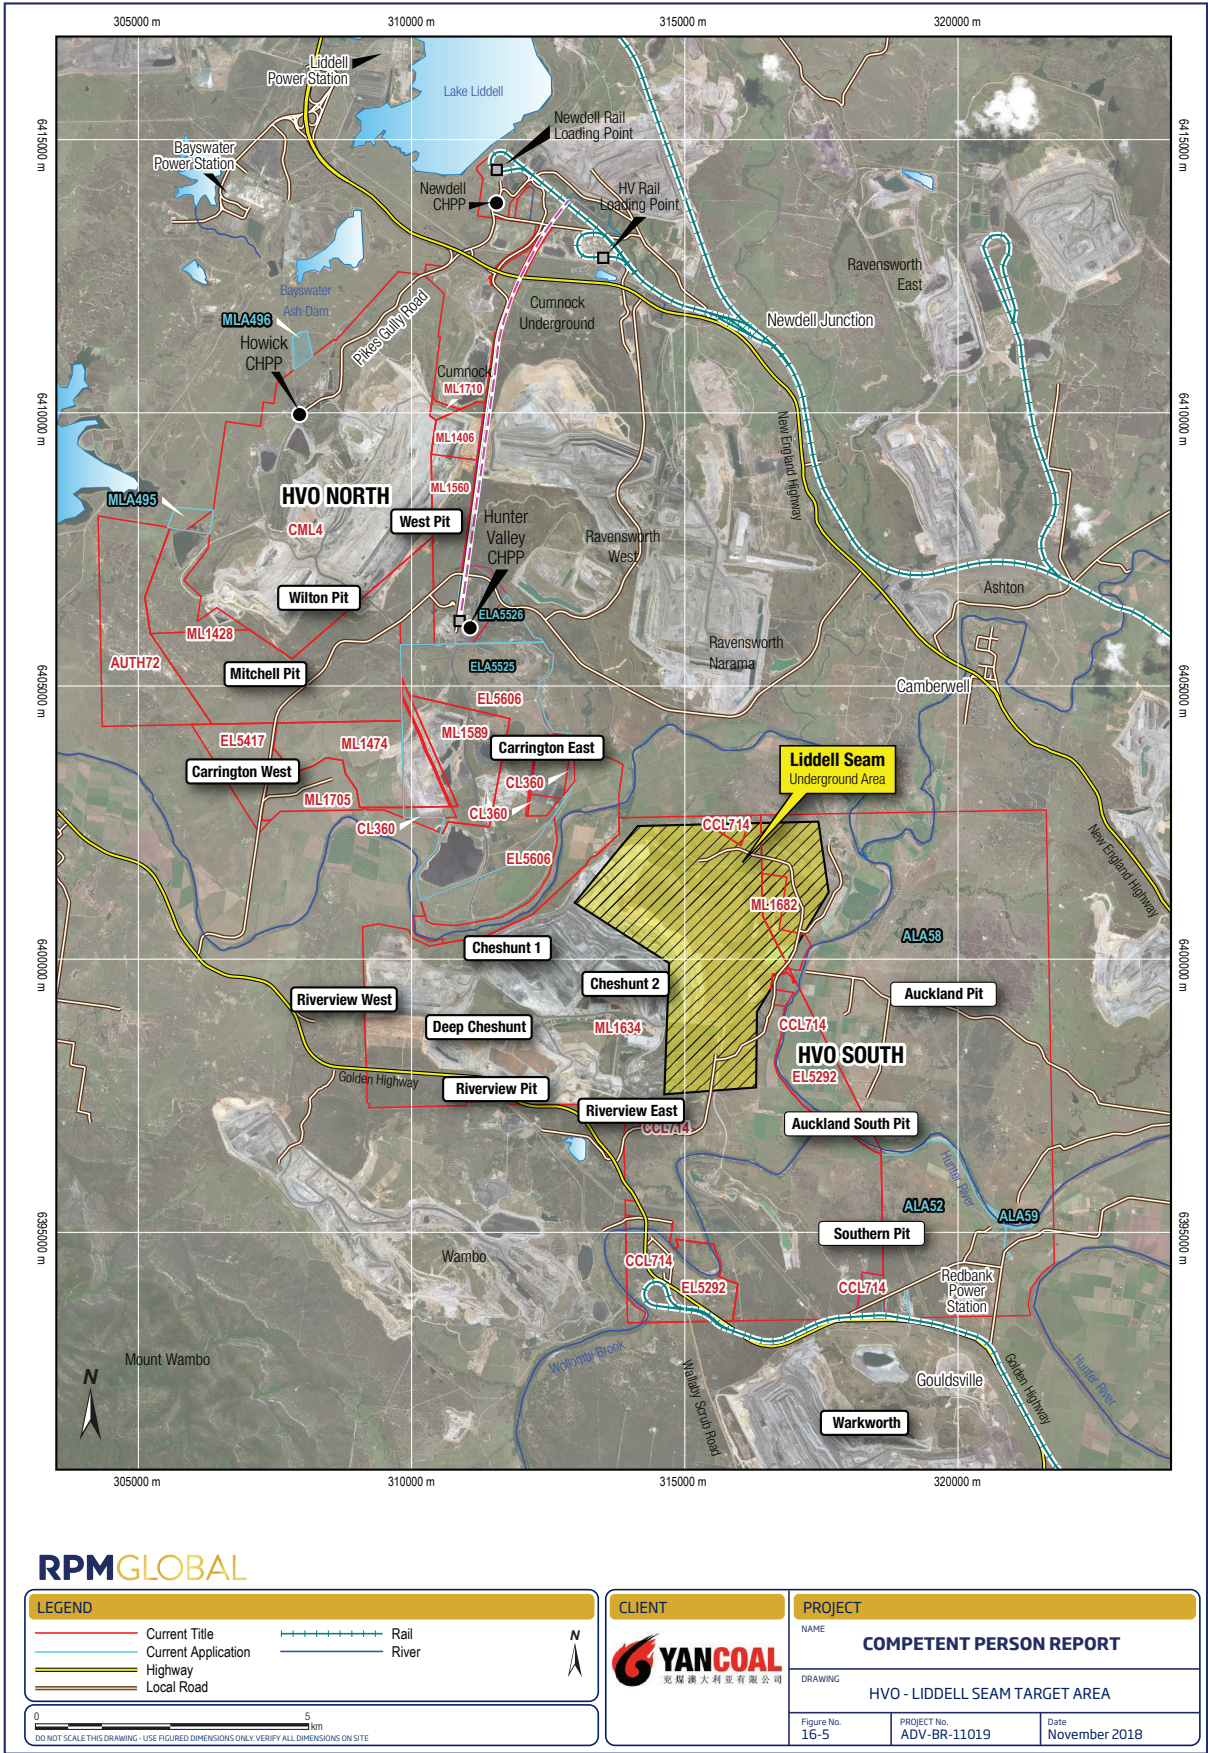 305000 m
310000 m
315000 m
320000 m
Liddell
Power Station
Lake Liddell
Newdell Rail
Loading Point
6415000 m
6415000 m
Bayswater
Power Station
Newdell
CHPP
HV Rail
Loading Point
Ravensworth
East
Bayswater
Ash Dam
Cumnock
Underground
MLA496
Howick
CHPP
Pikes Gully Road
Newdell Junction
Cumnock
ML1710
6410000 m
6410000 m
ML1406
New England Highway
ML1560
HVO NORTH
MLA495
CML4
West Pit
Hunter
Valley
CHPP
Ravensworth
West
Wilton Pit
Ashton
ELA5526
ML1428
AUTH72
Mitchell Pit
ELA5525
Ravensworth
Narama
6405000 m
6405000 m
Camberwell
EL5606
EL5417
ML1474
ML1589
Carrington East
Carrington West
Liddell Seam
Underground Area
CL360
ML1705
CL360
CL360
CCL714
EL5606
New England Highway
ML1682
ALA58
6400000 m
6400000 m
Cheshunt 1
Cheshunt 2
Auckland Pit
Riverview West
Deep Cheshunt
ML1634
CCL714
HVO SOUTH
EL5292
Golden Highway
Riverview Pit
Riverview East
CCL714
Auckland South Pit
Hunter River
ALA52
ALA59
6395000 m
6395000 m
Southern Pit
Wambo
CCL714
EL5292
CCL714
Redbank
Power
Station
Mount Wambo
Wollombi Brook
Wallaby Scrub Road
Golden Highway
Hunter River
N
Gouldsville
Warkworth
305000 m
310000 m
315000 m
320000 m
RPMGLOBAL
LEGEND
Current Title
Rail
Current Application
River
Highway
Local Road
N
0
5
km
DO NOT SCALE THIS DRAWING - USE FIGURED DIMENSIONS ONLY. VERIFY ALL DIMENSIONS ON SITE
CLIENT
YANCOAL
兖煤澳大利亚有限公司
PROJECT
NAME
COMPETENT PERSON REPORT
DRAWING
HVO - LIDDELL SEAM TARGET AREA
Figure No.
16-5
PROJECT No.
ADV-BR-11019
Date
November 2018